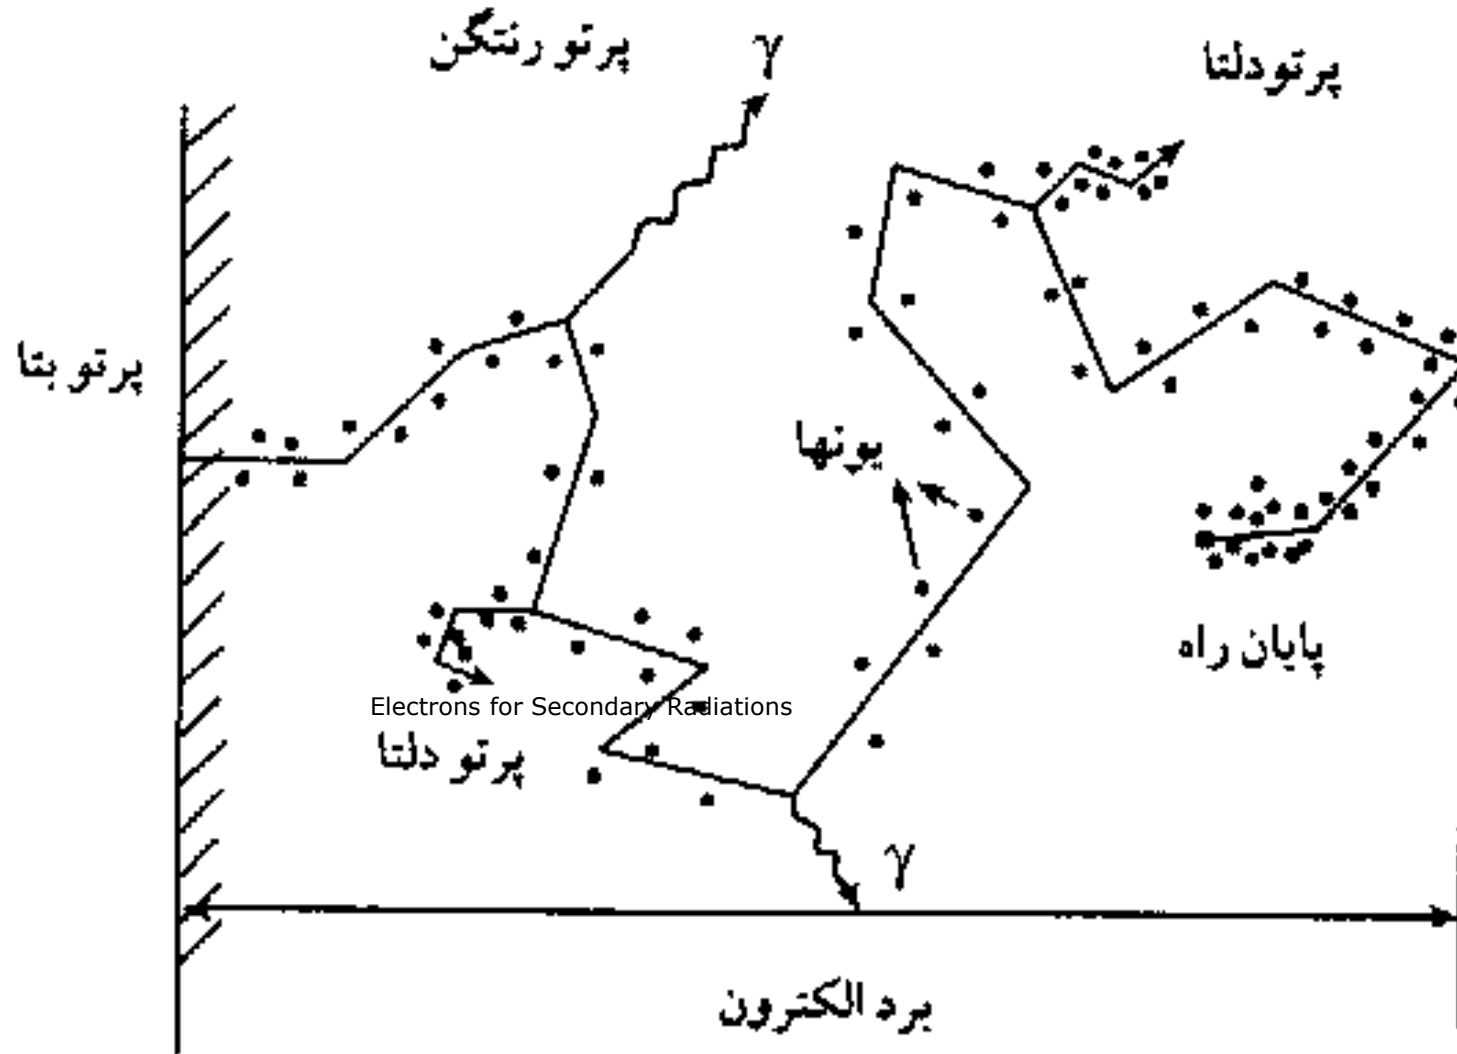 پرتو رنتگن
γ
پرتودلتا
پرتو بتا
یونها
پایان راه
Electrons for Secondary Radiations
پرتو دلتا
γ
برد الکترون